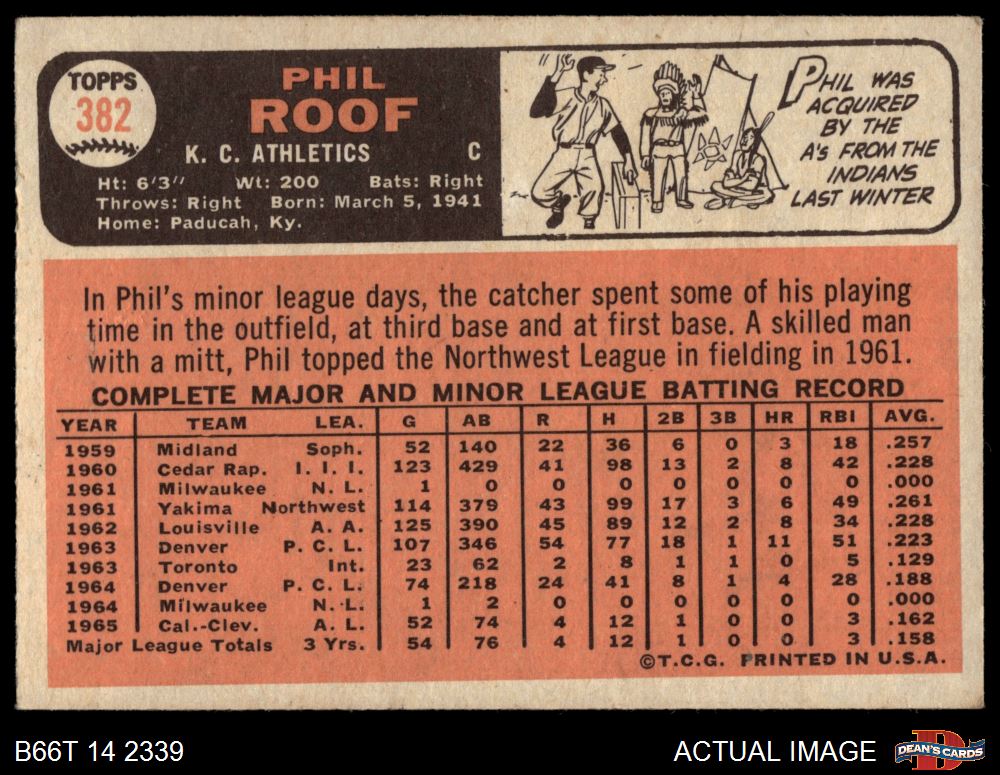 TOPPS
382
PHIL
ROOF
K. C. ATHLETICS C
Ht: 6'3" Wt: 200 Bats: Right
Throws: Right Born: March 5, 1941
Home: Paducah, Ky.
PHIL WAS
ACQUIRED
BY THE
A's FROM THE
INDIANS
LAST WINTER
In Phil's minor league days, the catcher spent some of his playing
time in the outfield, at third base and at first base. A skilled man
with a mitt, Phil topped the Northwest League in fielding in 1961.
COMPLETE MAJOR AND MINOR LEAGUE BATTING RECORD
YEAR TEAM LEA. G AB R H 2B 3B HR RBI AVG.
1959 Midland Soph. 52 140 22 36 6 0 3 18 .257
1960 Cedar Rap. I. I. I. 123 429 41 98 13 2 8 42 .228
1961 Milwaukee N. L. 1 0 0 0 0 0 0 0 .000
1961 Yakima Northwest 114 379 43 99 17 3 6 49 .261
1962 Louisville A. A. 125 390 45 89 12 2 8 34 .228
1963 Denver P. C. L. 107 346 54 77 18 1 11 51 .223
1963 Toronto Int. 23 62 2 8 1 1 0 5 .129
1964 Denver P. C. L. 74 218 24 41 8 1 4 28 .188
1964 Milwaukee N. L. 1 2 0 0 0 0 0 0 .000
1965 Cal.-Clev. A. L. 52 74 4 12 1 0 0 3 .162
Major League Totals 3 Yrs. 54 76 4 12 1 0 0 3 .158
©T.C.G. PRINTED IN U.S.A.
B66T 14 2339 ACTUAL IMAGE DEAN'S CARDS